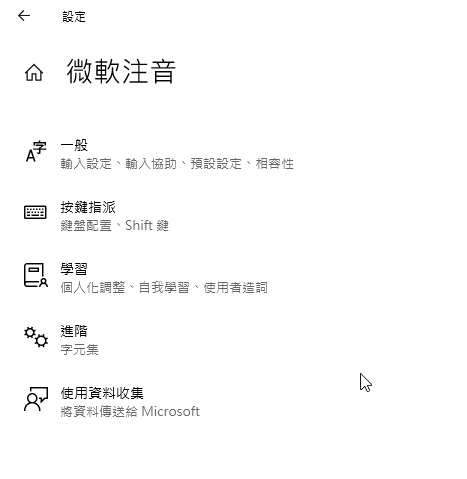 設定
微軟注音
一般
輸入設定、輸入協助、預設設定、相容性
按鍵指派
鍵盤配置、Shift 鍵
學習
個人化調整、自我學習、使用者造詞
進階
字元集
使用資料收集
將資料傳送給 Microsoft